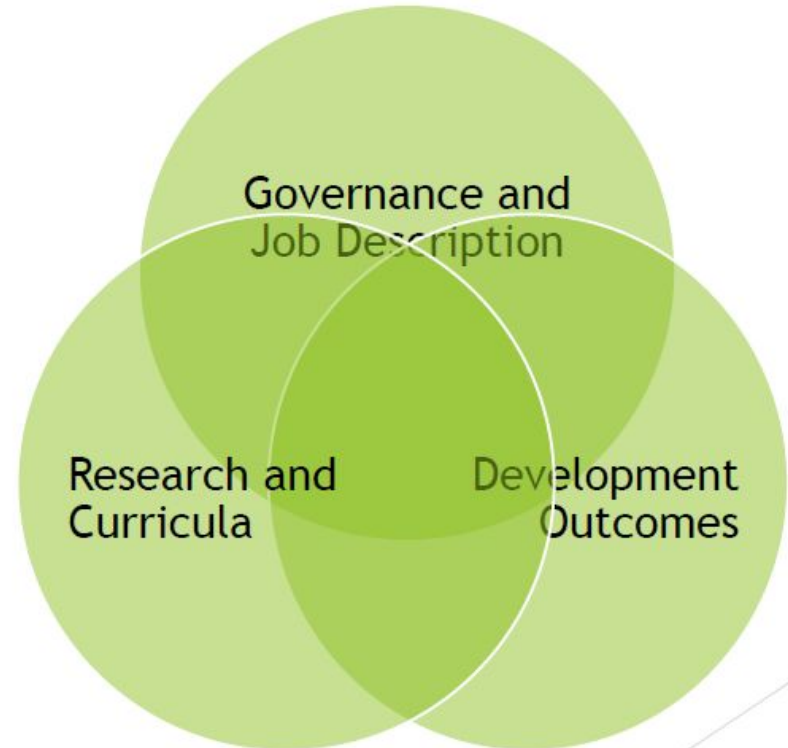 Governance and
Job Description
Research and
Curricula
Development
Outcomes